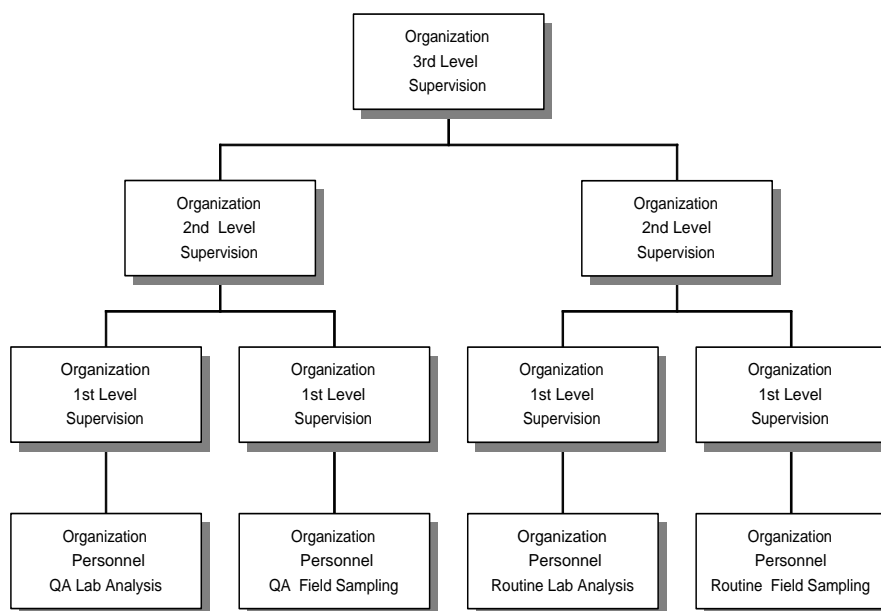 Organization
3rd Level
Supervision
Organization
2nd Level
Supervision
Organization
2nd Level
Supervision
Organization
1st Level
Supervision
Organization
1st Level
Supervision
Organization
1st Level
Supervision
Organization
1st Level
Supervision
Organization
Personnel
QA Lab Analysis
Organization
Personnel
QA Field Sampling
Organization
Personnel
Routine Lab Analysis
Organization
Personnel
Routine Field Sampling